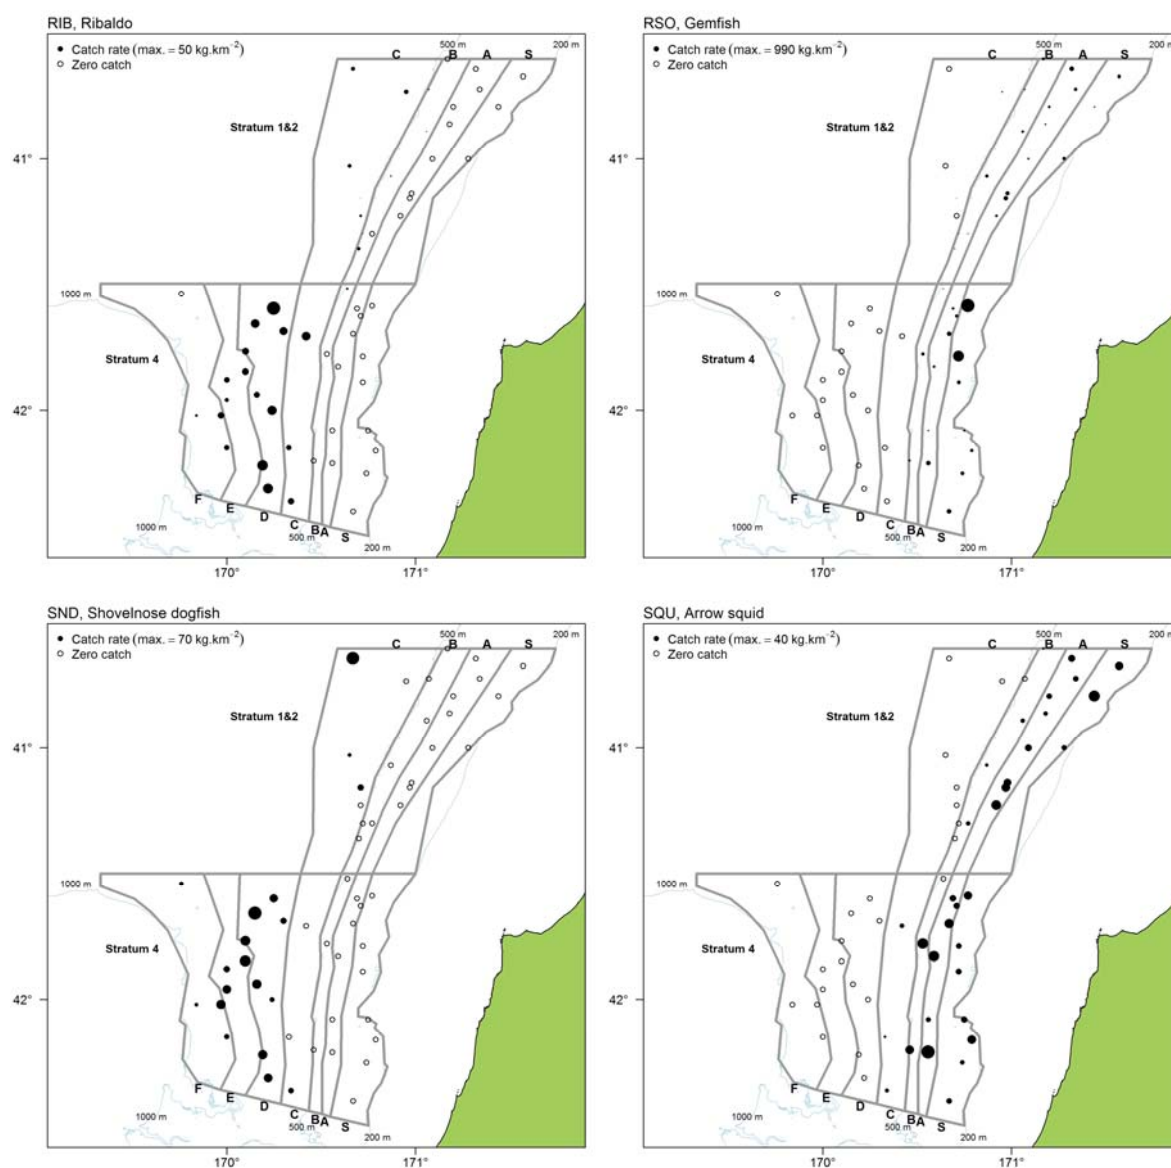 RIB, Ribaldo
Catch rate (max. = 50 kg.km-2)
Zero catch
500 m
200 m
C B A S
Stratum 1&2
41°
1000 m
Stratum 4
42°
F E D C B A S
1000 m
500 m
200 m
170° 171°
RSO, Gemfish
Catch rate (max. = 990 kg.km-2)
Zero catch
500 m
200 m
C B A S
Stratum 1&2
1000 m
Stratum 4
F E D C B A S
1000 m
500 m
200 m
170° 171°
SND, Shovelnose dogfish
Catch rate (max. = 70 kg.km-2)
Zero catch
500 m
200 m
C B A S
Stratum 1&2
41°
1000 m
Stratum 4
42°
F E D C B A S
1000 m
500 m
200 m
170° 171°
SQU, Arrow squid
Catch rate (max. = 40 kg.km-2)
Zero catch
500 m
200 m
C B A S
Stratum 1&2
1000 m
Stratum 4
F E D C B A S
1000 m
500 m
200 m
170° 171°